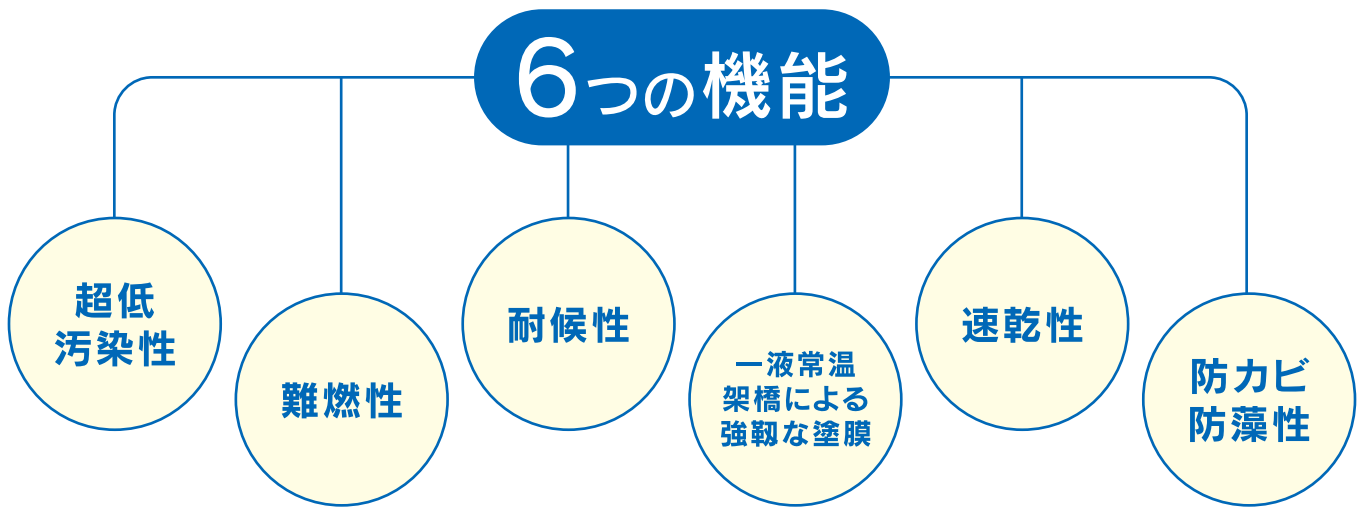 6つの機能
超低
汚染性
難燃性
耐候性
一液常温
架橋による
強靱な塗膜
速乾性
防カビ
防藻性